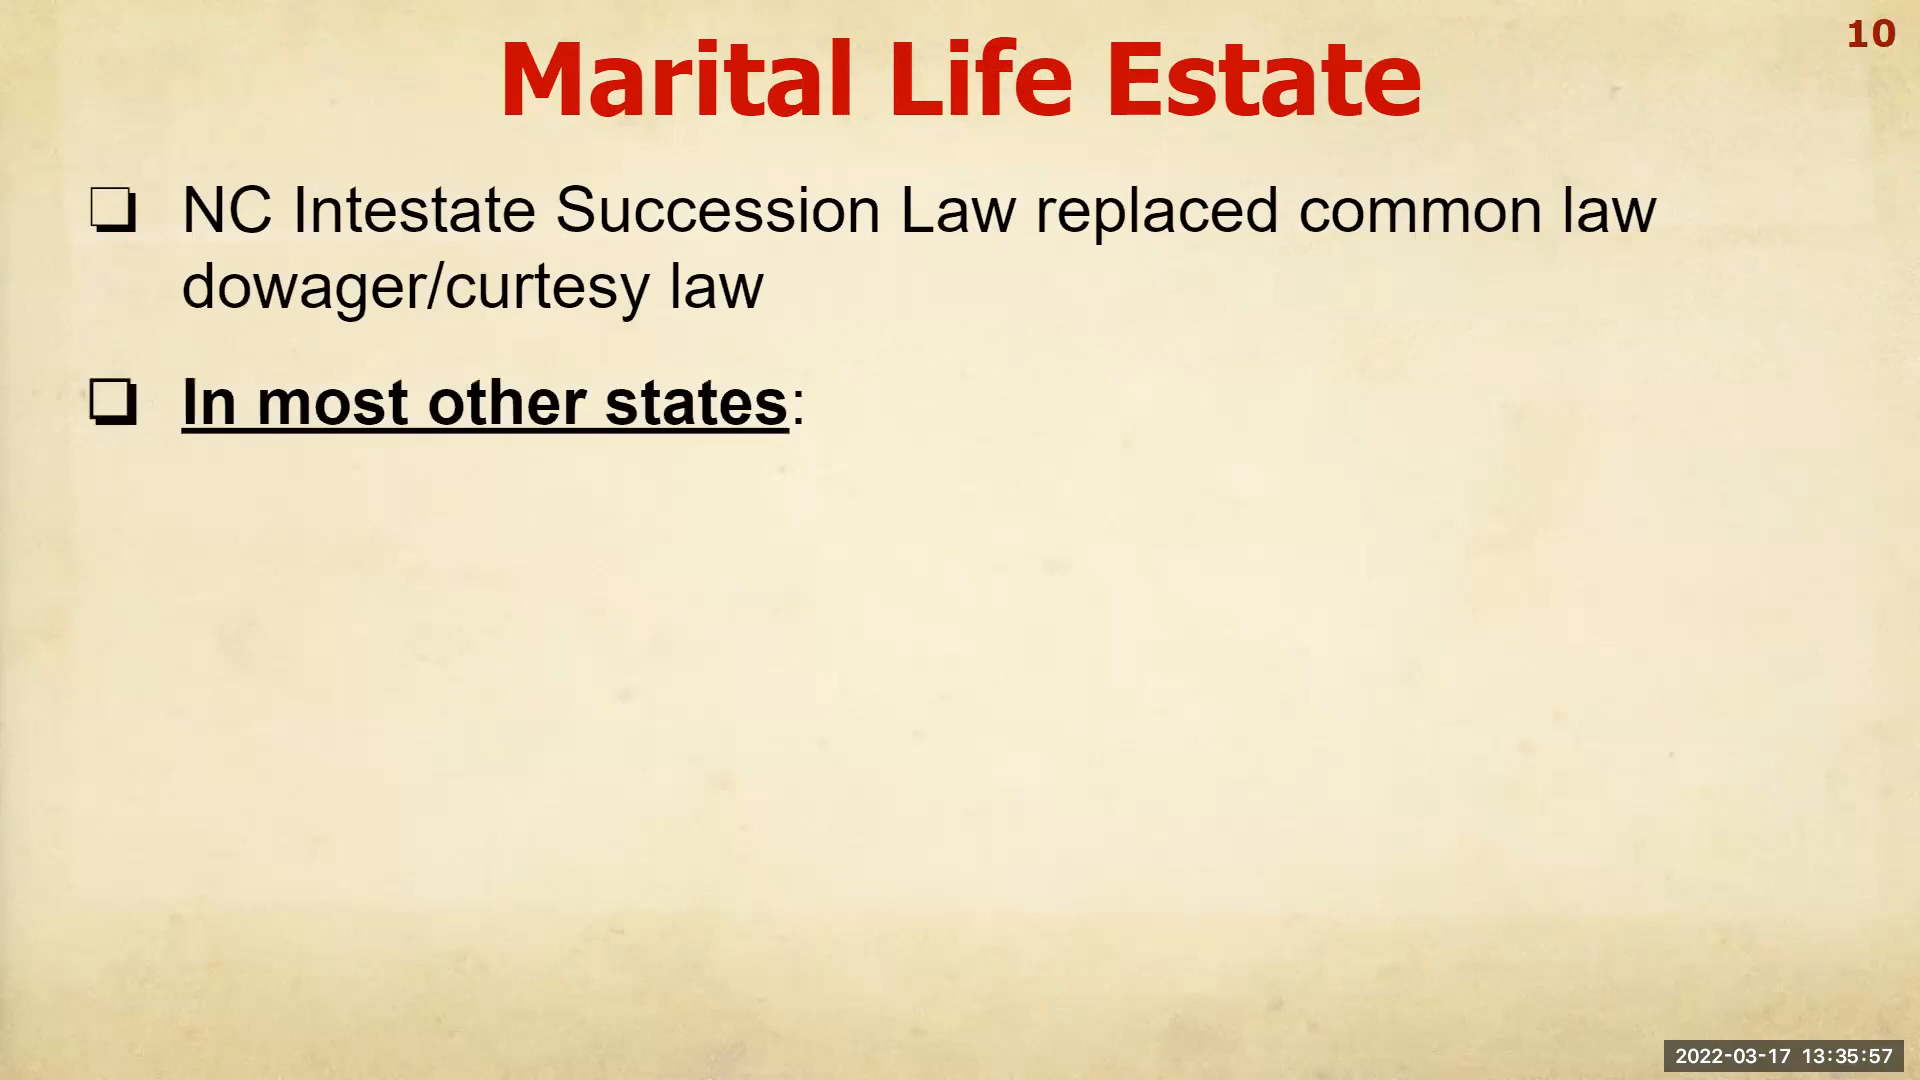 10
Marital Life Estate
❑ NC Intestate Succession Law replaced common law
dowager/curtesy law
❑ In most other states:
2022-03-17 13:35:57